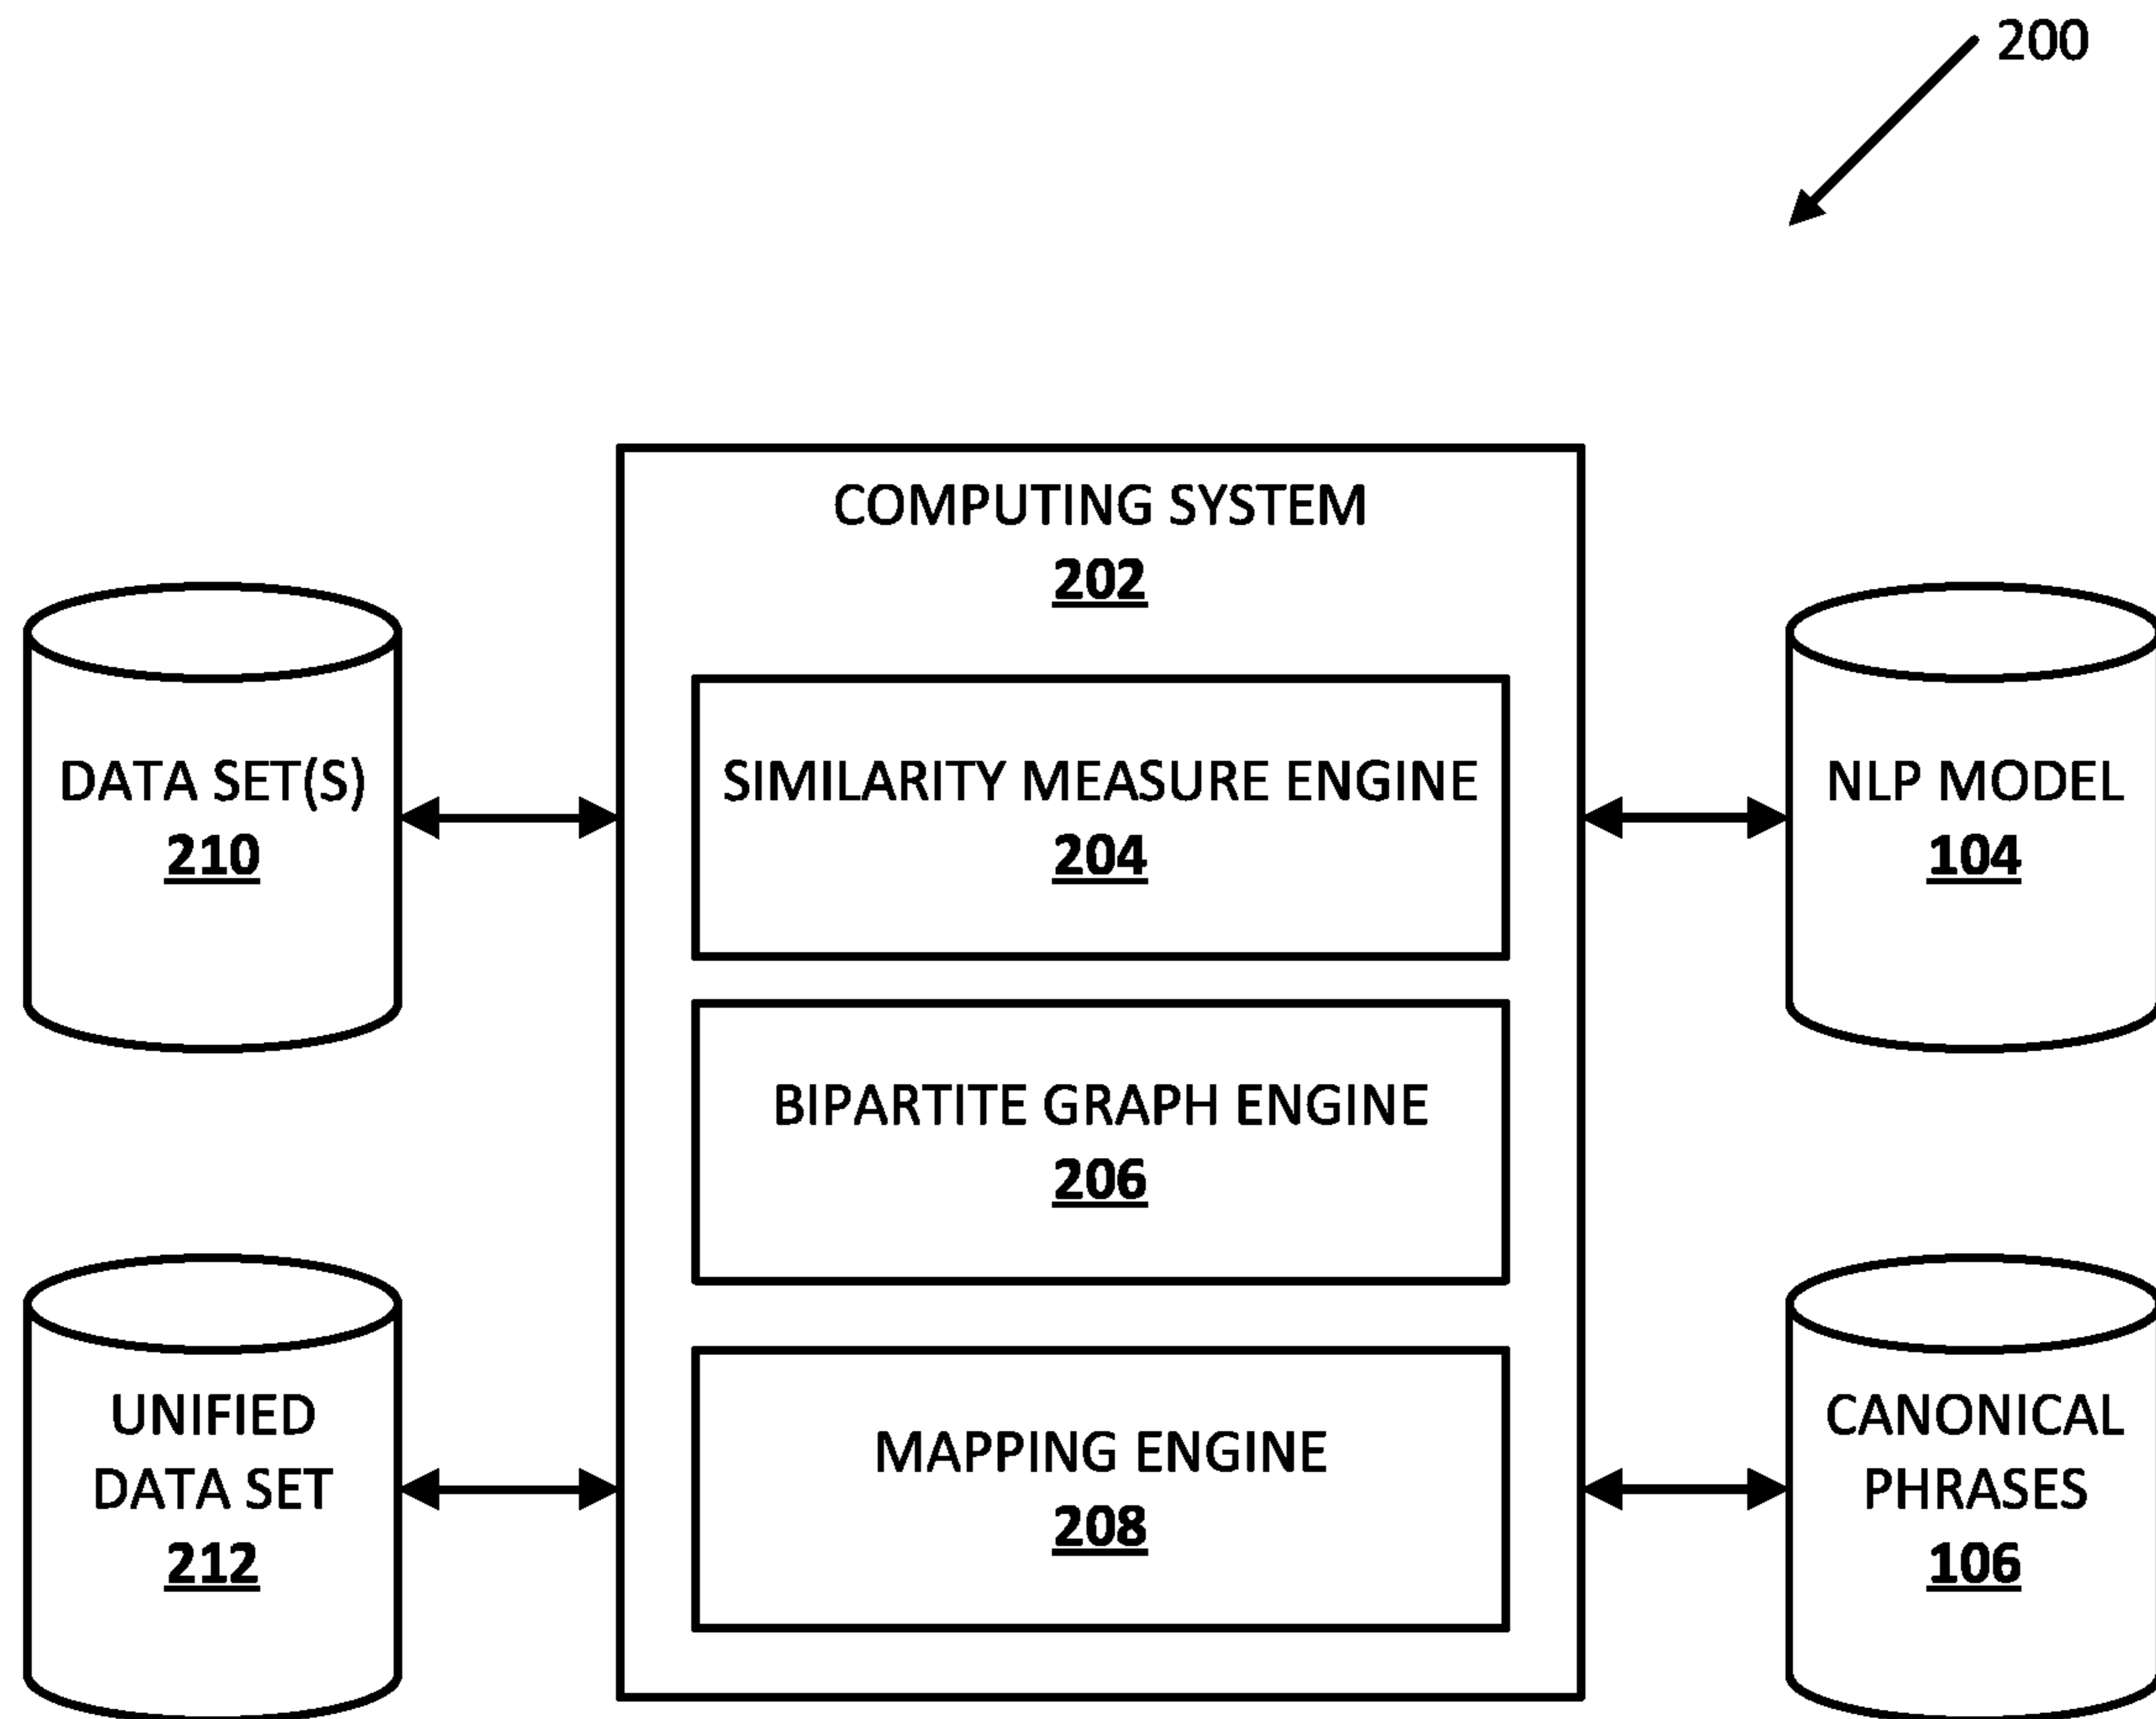 200
COMPUTING SYSTEM
202
DATA SET(S)
210
SIMILARITY MEASURE ENGINE
204
NLP MODEL
104
BIPARTITE GRAPH ENGINE
206
UNIFIED
DATA SET
212
MAPPING ENGINE
208
CANONICAL
PHRASES
106